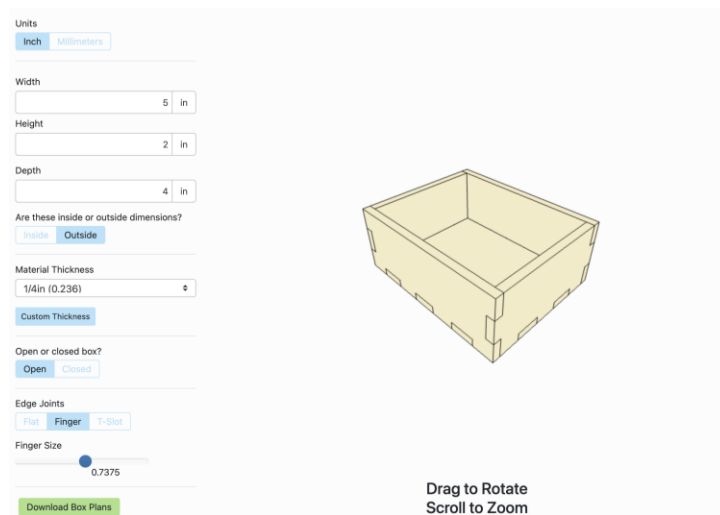 Units
Inch Millimeters
Width
5 in
Height
2 in
Depth
4 in
Are these inside or outside dimensions?
Inside Outside
Material Thickness
1/4in (0.236)
Custom Thickness
Open or closed box?
Open Closed
Edge Joints
Flat Finger T-Slot
Finger Size
0.7375
Download Box Plans
Drag to Rotate
Scroll to Zoom